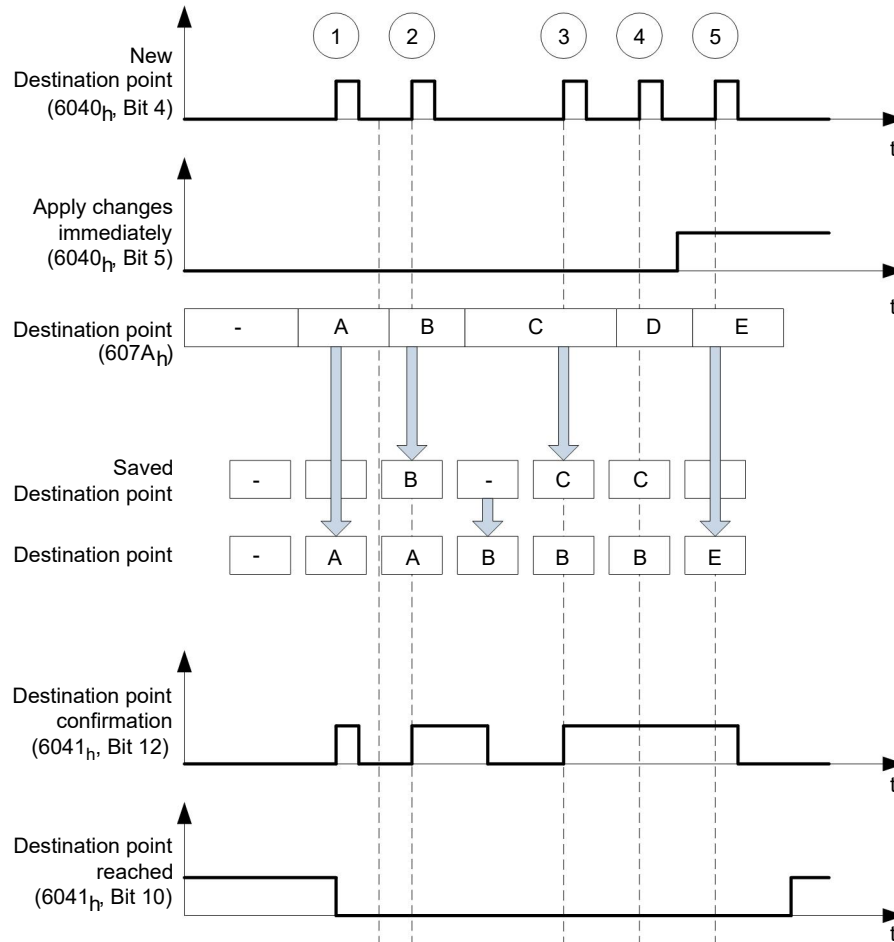 1 2 3 4 5
New
Destination point
(6040h, Bit 4)
t
Apply changes
immediately
(6040h, Bit 5)
t
Destination point
(607Ah)
- A B C D E
Saved
Destination point
- B - C C
Destination point
- A A B B B E
Destination point
confirmation
(6041h, Bit 12)
t
Destination point
reached
(6041h, Bit 10)
t